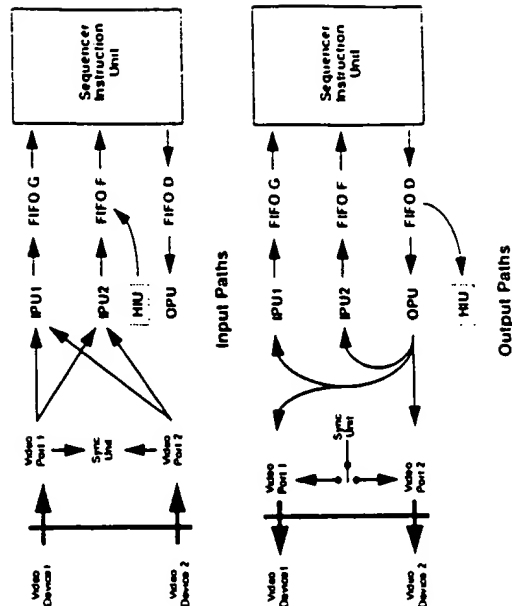 Sequencer
Instruction
Unit
FIFO G
FIFO F
FIFO D
IPU1
IPU2
HIU
OPU
Video
Port 1
Sync
Unit
Video
Port 2
Video
Device 1
Video
Device 2
Input Paths
Sequencer
Instruction
Unit
FIFO G
FIFO F
FIFO D
IPU1
IPU2
OPU
HIU
Video
Port 1
Sync
Unit
Video
Port 2
Video
Device 1
Video
Device 2
Output Paths